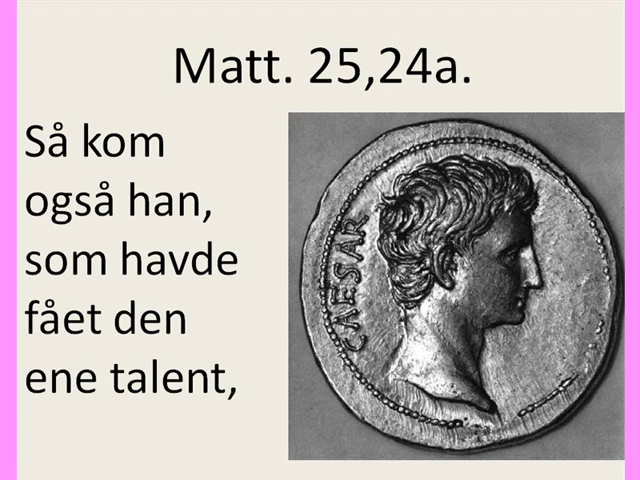 Matt. 25,24a.
Så kom
også han,
som havde
fået den
ene talent,
CAESAR